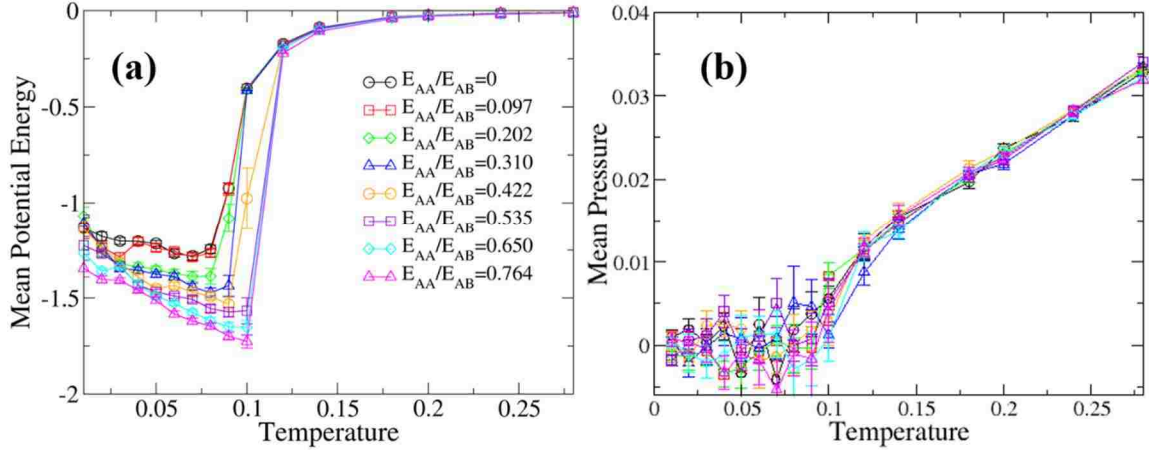 (a)
Mean Potential Energy
0
-0.5
-1
-1.5
-2
0.05
0.1
0.15
0.2
0.25
Temperature
E_AA/E_AB=0
E_AA/E_AB=0.097
E_AA/E_AB=0.202
E_AA/E_AB=0.310
E_AA/E_AB=0.422
E_AA/E_AB=0.535
E_AA/E_AB=0.650
E_AA/E_AB=0.764
(b)
Mean Pressure
0.04
0.03
0.02
0.01
0
0
0.05
0.1
0.15
0.2
0.25
Temperature